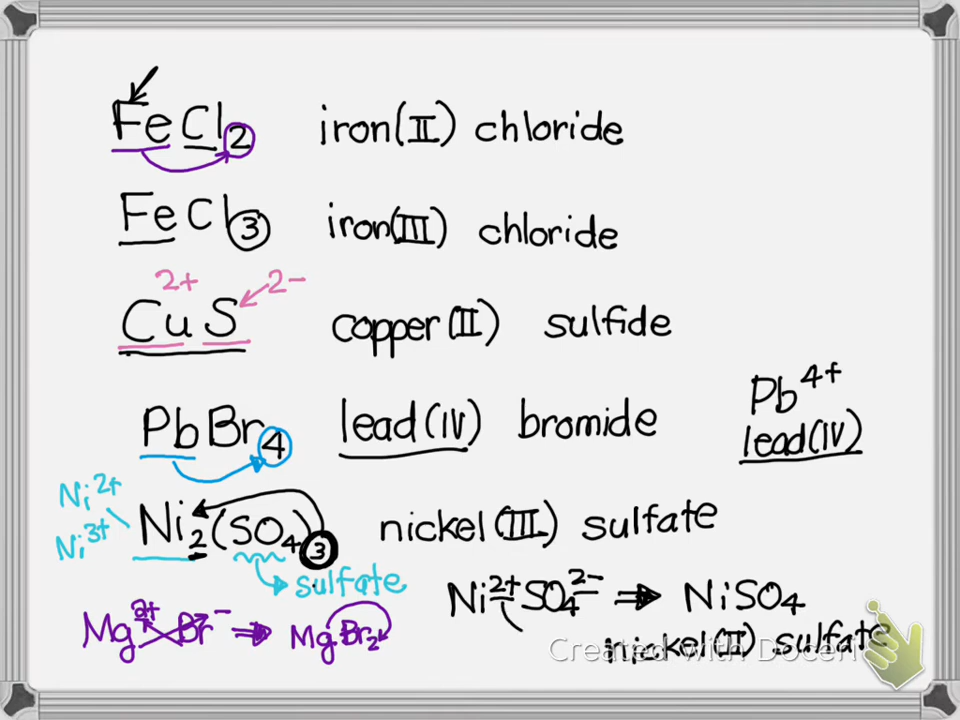 FeCl2 iron(II) chloride
FeCl3 iron(III) chloride
2+ 2-
CuS copper(II) sulfide
Pb4+
PbBr4 lead(IV) bromide lead(IV)
Ni2+
Ni3+ Ni2(SO4)3 nickel(III) sulfate
sulfate
Ni2+ SO4 2- ⇒ NiSO4
Mg2+ Br- ⇒ MgBr2 nickel(II) sulfate
Created with Doceri